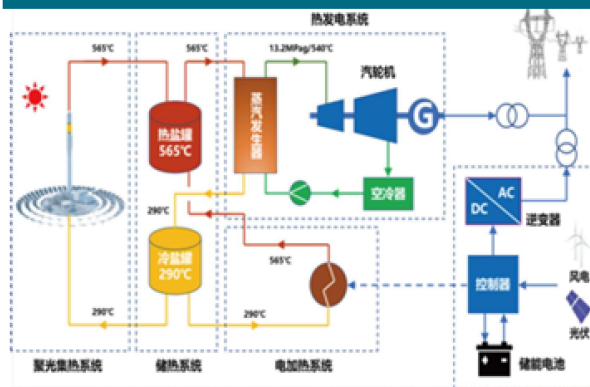 热发电系统
565℃
565℃
13.2MPag/540℃
汽轮机
热盐罐
565℃
蒸汽发生器
G
空冷器
290℃
冷盐罐
290℃
565℃
290℃
290℃
AC
DC
逆变器
控制器
风电
光伏
储能电池
聚光集热系统
储热系统
电加热系统